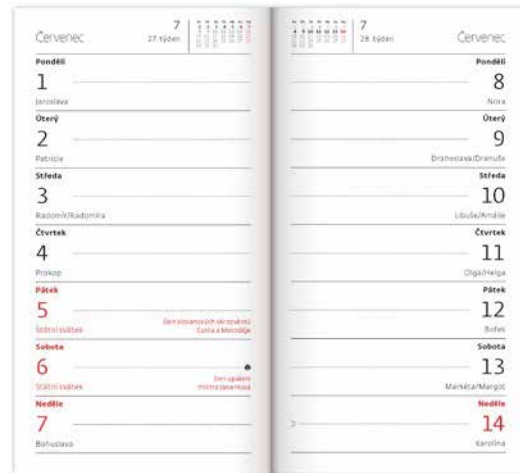 Červenec
7
27. týden
Pondělí
1
Jaroslava
Úterý
2
Patricie
Středa
3
Radomír/Radomíra
Čtvrtek
4
Prokop
Pátek
5
Státní svátek
Den slovanských věrozvěstů
Cyrila a Metoděje
Sobota
6
Státní svátek
Den upálení
mistra Jana Husa
Neděle
7
Bohuslava
7
28. týden
Červenec
Pondělí
8
Nora
Úterý
9
Drahoslava/Drahuše
Středa
10
Libuše/Amálie
Čtvrtek
11
Olga/Helga
Pátek
12
Bořek
Sobota
13
Markéta/Margot
Neděle
14
Karolína